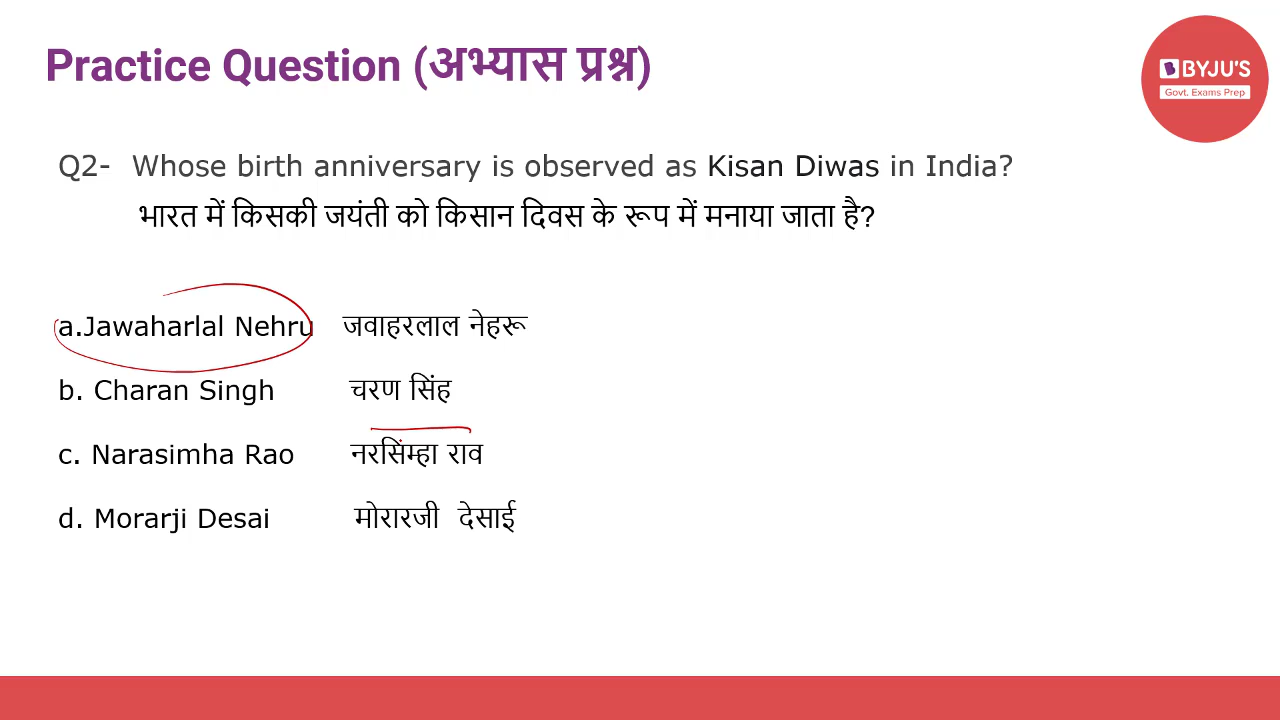 Practice Question (अभ्यास प्रश्न)
BYJU'S
Govt. Exams Prep
Q2- Whose birth anniversary is observed as Kisan Diwas in India?
भारत में किसकी जयंती को किसान दिवस के रूप में मनाया जाता है?
a.Jawaharlal Nehru जवाहरलाल नेहरू
b. Charan Singh चरण सिंह
c. Narasimha Rao नरसिंम्हा राव
d. Morarji Desai मोरारजी देसाई